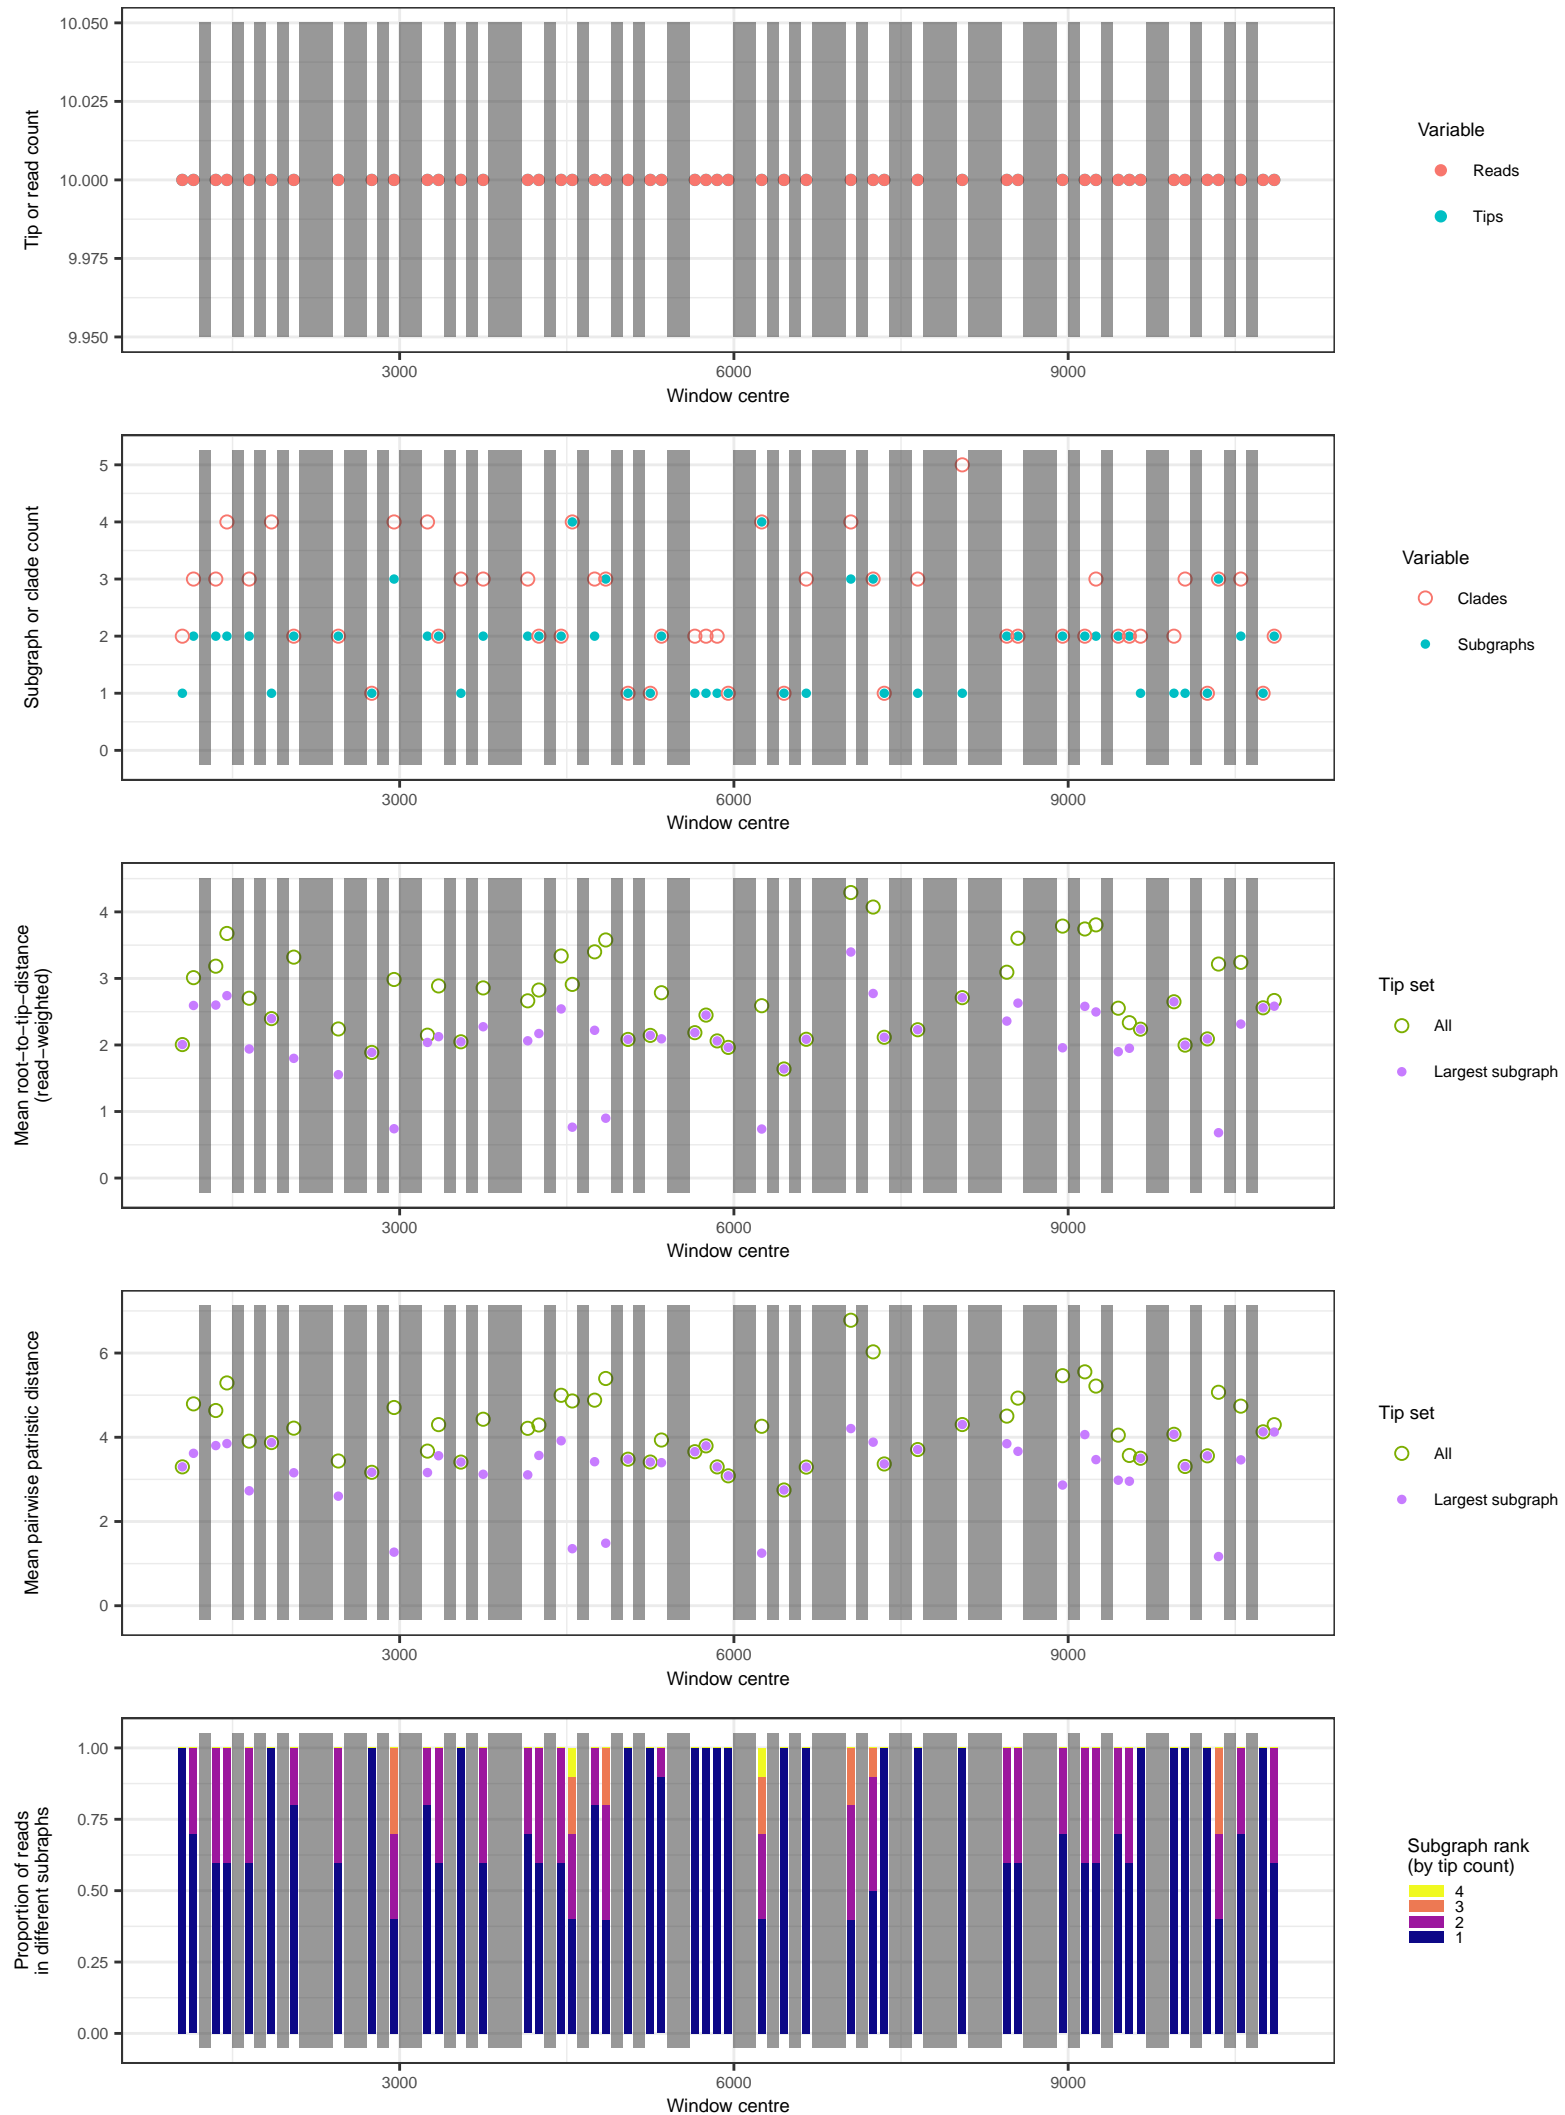 10.050
10.025
10.000
9.975
9.950
Tip or read count
3000 6000 9000
Window centre
Variable
Reads
Tips
5
4
3
2
1
0
Subgraph or clade count
3000 6000 9000
Window centre
Variable
Clades
Subgraphs
4
3
2
1
0
Mean root−to−tip−distance
(read−weighted)
3000 6000 9000
Window centre
Tip set
All
Largest subgraph
6
4
2
0
Mean pairwise patristic distance
3000 6000 9000
Window centre
Tip set
All
Largest subgraph
1.00
0.75
0.50
0.25
0.00
Proportion of reads
in different subraphs
3000 6000 9000
Window centre
Subgraph rank
(by tip count)
4
3
2
1